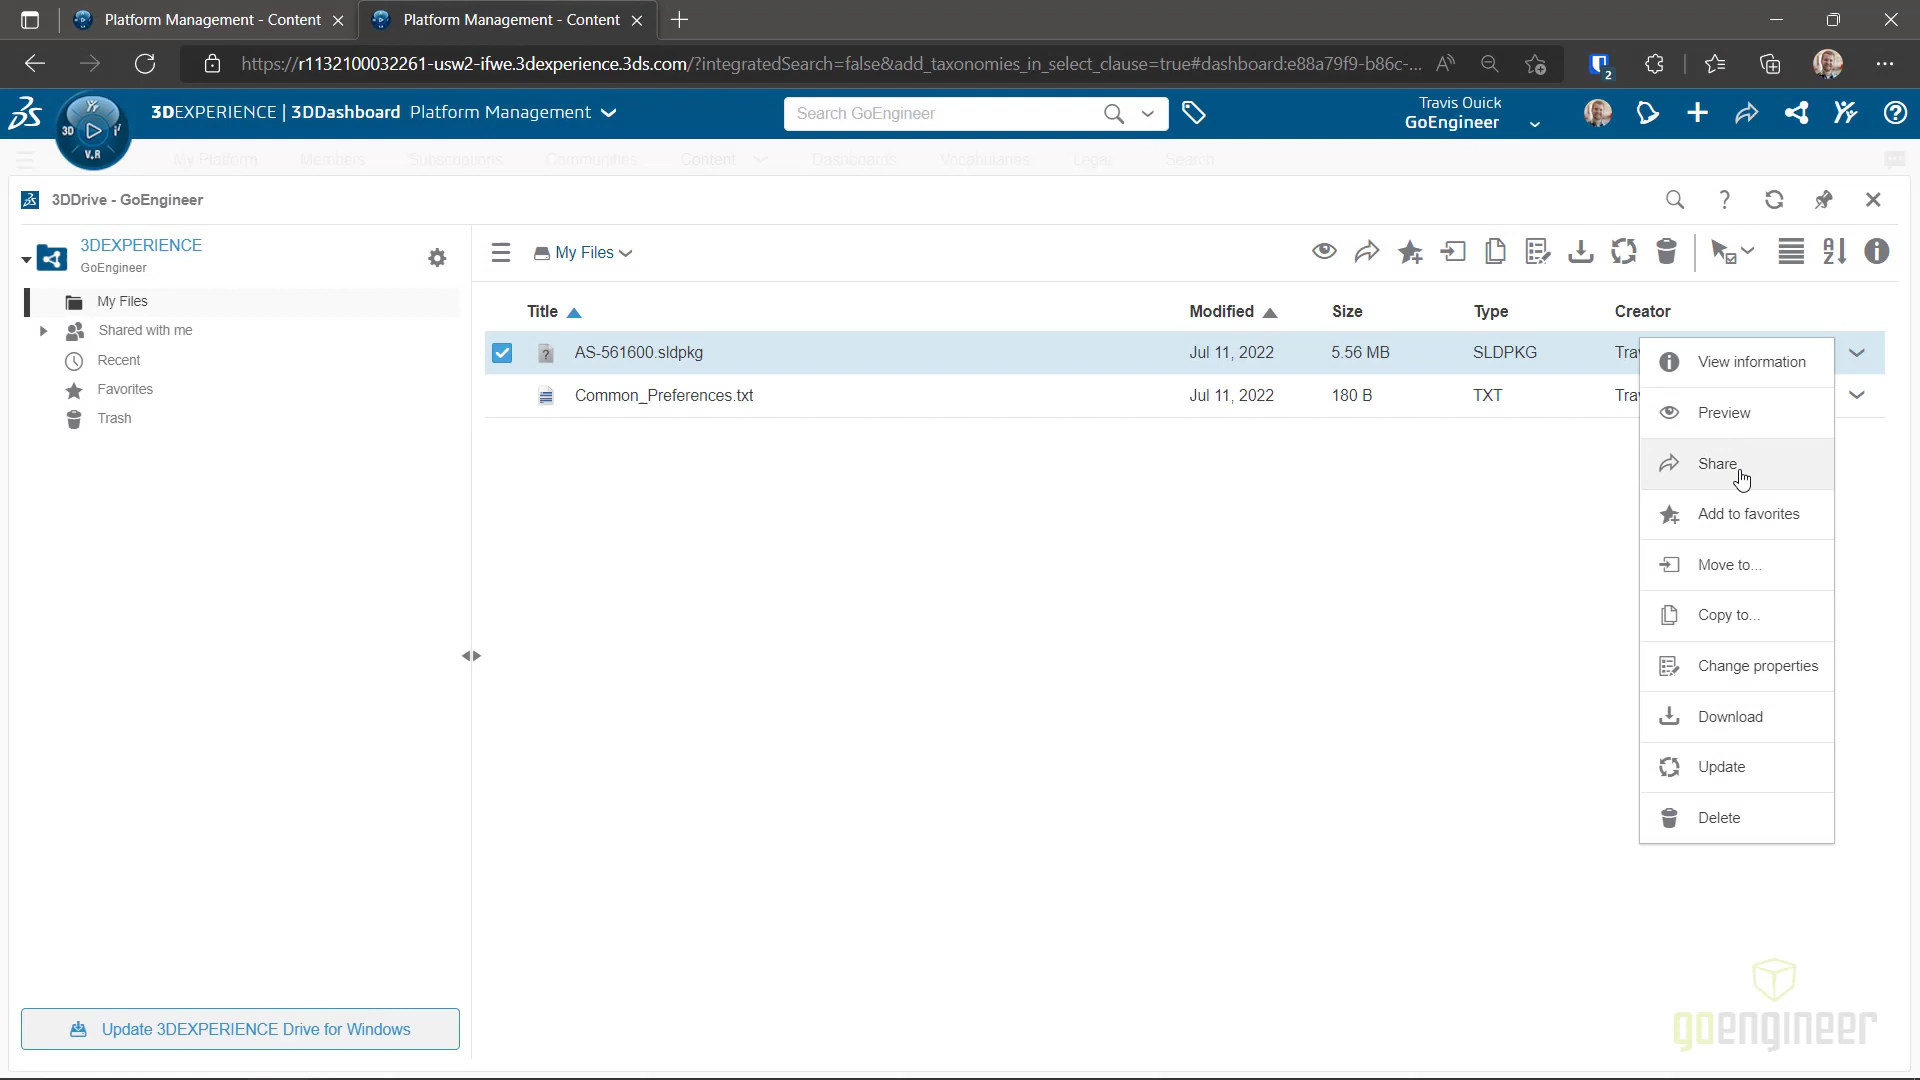 Platform Management - Content
Platform Management - Content
https://r1132100032261-usw2-ifwe.3dexperience.3ds.com/?integratedSearch=false&add_taxonomies_in_select_clause=true#dashboard:e88a79f9-b86c-...
2
3DEXPERIENCE | 3DDashboard Platform Management
Search GoEngineer
Travis Quick
GoEngineer
3D
V.R
My Platform Members Subscriptions Communities Content Dashboards Vocabularies Legal Search
3DDrive - GoEngineer
3DEXPERIENCE
GoEngineer
My Files
Shared with me
Recent
Favorites
Trash
My Files
Title Modified Size Type Creator
AS-561600.sldpkg Jul 11, 2022 5.56 MB SLDPKG Tra
Common_Preferences.txt Jul 11, 2022 180 B TXT Tra
View information
Preview
Share
Add to favorites
Move to...
Copy to...
Change properties
Download
Update
Delete
Update 3DEXPERIENCE Drive for Windows
goengineer